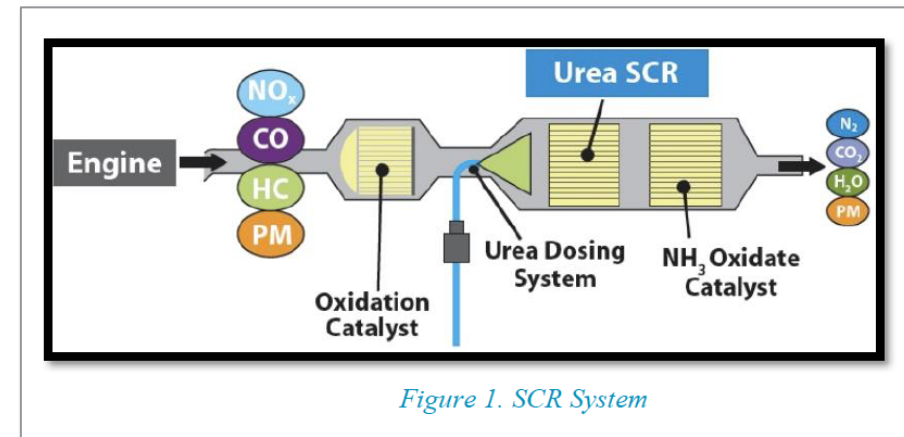 Urea SCR
NOₓ
CO
HC
PM
Engine
N₂
CO₂
H₂O
PM
Urea Dosing
System
NH₃ Oxidate
Catalyst
Oxidation
Catalyst
Figure 1. SCR System